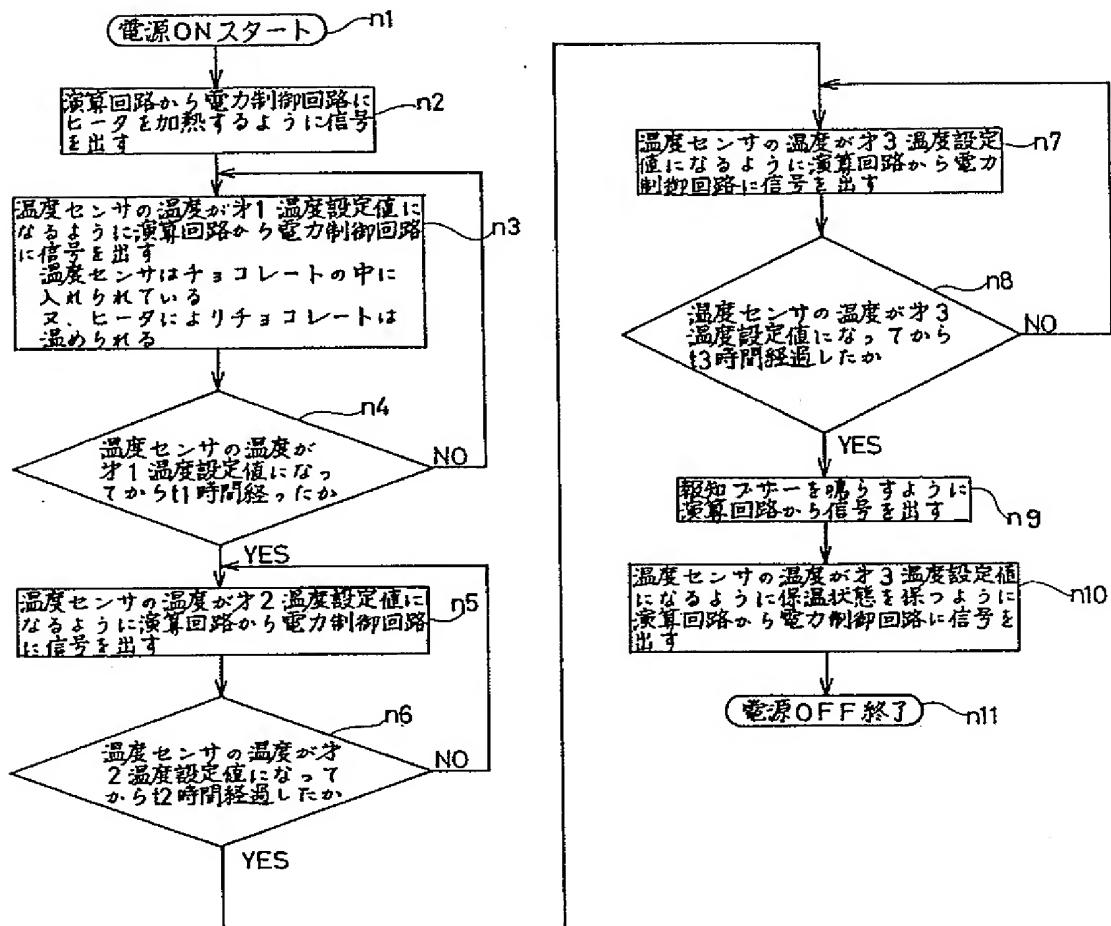 電源ONスタート
n1
演算回路から電力制御回路に
ヒータを加熱するように信号
を出す
n2
温度センサの温度が才1温度設定値に
なるように演算回路から電力制御回路
に信号を出す
温度センサはチョコレートの中に
入れられている
又、ヒータによりチョコレートは
温められる
n3
n4
温度センサの温度が
才1温度設定値になっ
てからt1時間経ったか
NO
YES
温度センサの温度が才2温度設定値に
なるように演算回路から電力制御回路
に信号を出す
n5
n6
温度センサの温度が才
2温度設定値になって
からt2時間経過したか
NO
YES
温度センサの温度が才3温度設定
値になるように演算回路から電力
制御回路に信号を出す
n7
n8
温度センサの温度が才3
温度設定値になってから
t3時間経過したか
NO
YES
報知ブザーを鳴らすように
演算回路から信号を出す
n9
温度センサの温度が才3温度設定値
になるように保温状態を保つように
演算回路から電力制御回路に信号を
出す
n10
電源OFF終了
n11